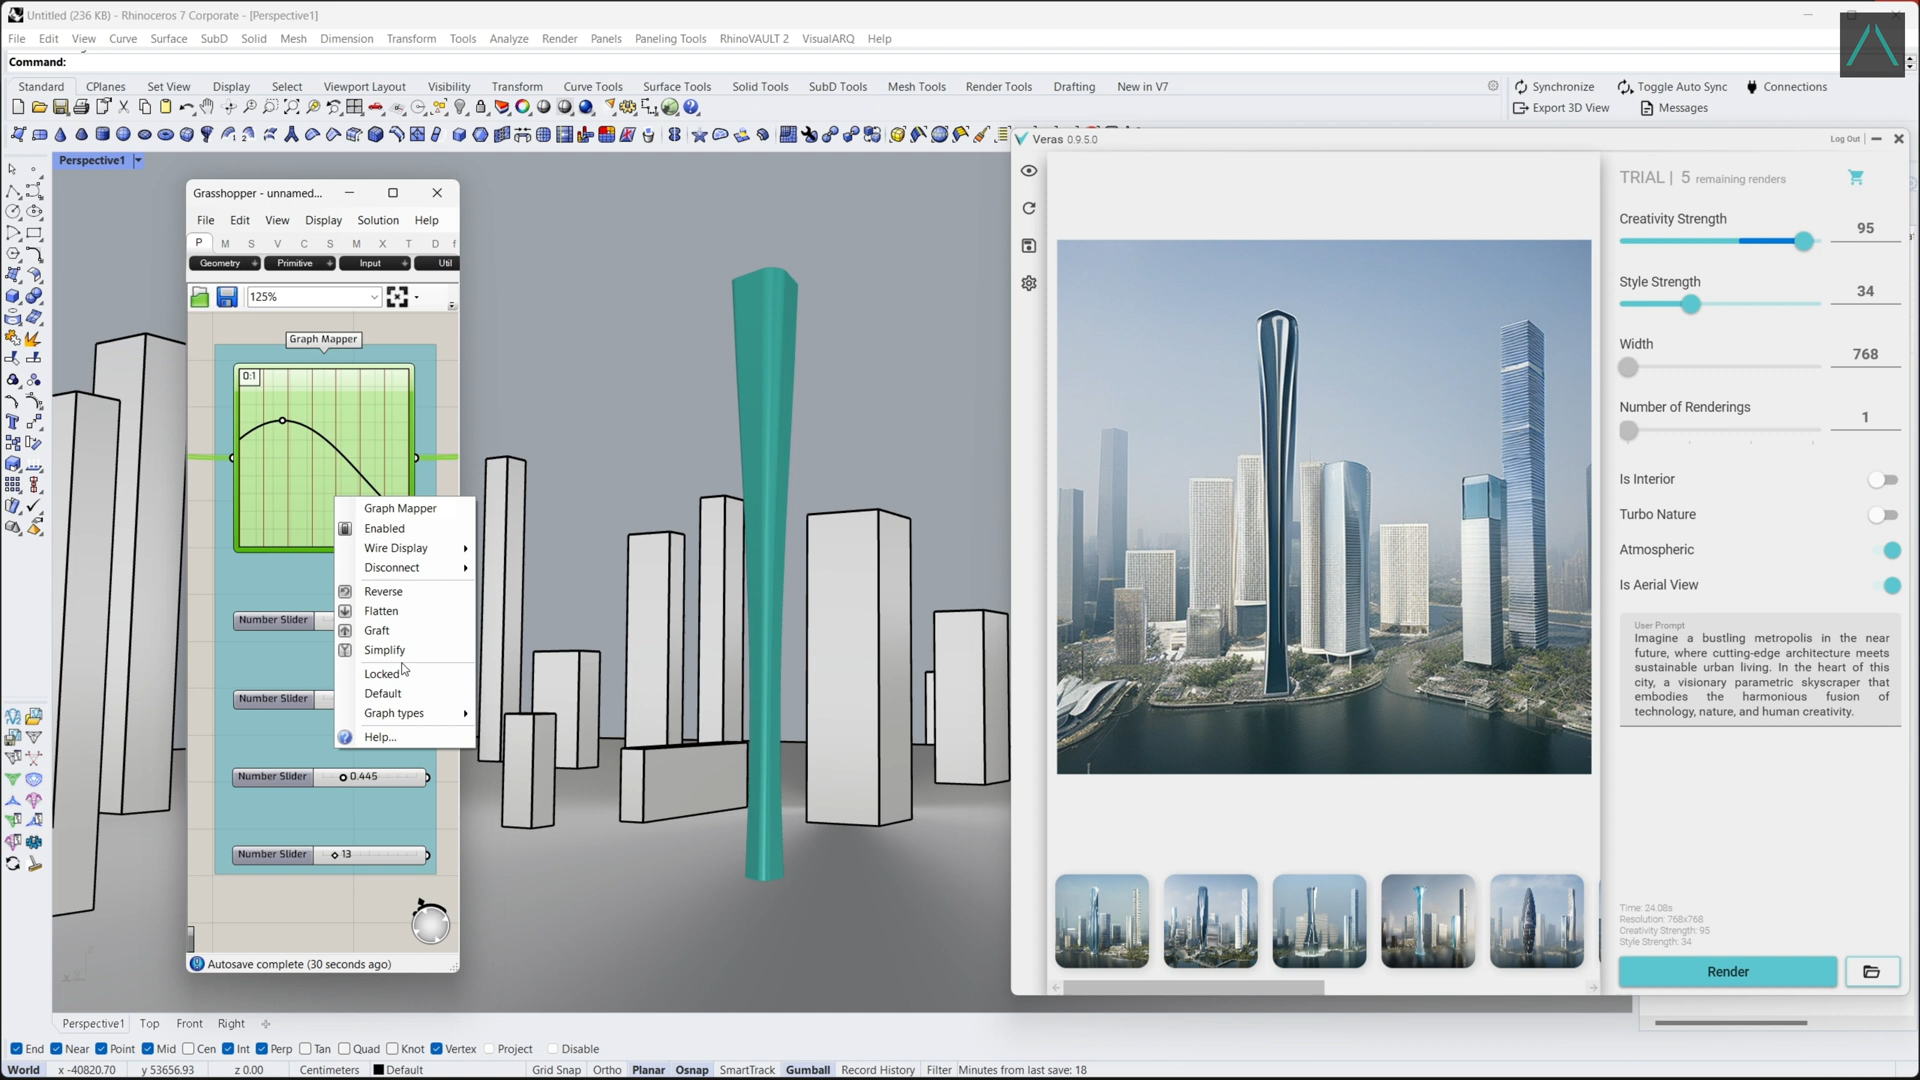 Untitled (236 KB) - Rhinoceros 7 Corporate - [Perspective1]
File Edit View Curve Surface SubD Solid Mesh Dimension Transform Tools Analyze Render Panels Paneling Tools RhinoVAULT 2 VisualARQ Help
Command:
Standard CPlanes Set View Display Select Viewport Layout Visibility Transform Curve Tools Surface Tools Solid Tools SubD Tools Mesh Tools Render Tools Drafting New in V7
Synchronize Toggle Auto Sync Connections
Export 3D View Messages
Perspective1
Grasshopper - unnamed...
File Edit View Display Solution Help
P M S V C S M X T D f
Geometry Primitive Input Util
125%
Graph Mapper
0:1
Graph Mapper
Enabled
Wire Display
Disconnect
Reverse
Flatten
Graft
Simplify
Locked
Default
Graph types
Help...
Number Slider
Number Slider
Number Slider 0.445
Number Slider 13
Autosave complete (30 seconds ago)
Veras 0.9.5.0
Log Out
TRIAL | 5 remaining renders
Creativity Strength
95
Style Strength
34
Width
768
Number of Renderings
1
Is Interior
Turbo Nature
Atmospheric
Is Aerial View
User Prompt
Imagine a bustling metropolis in the near
future, where cutting-edge architecture meets
sustainable urban living. In the heart of this
city, a visionary parametric skyscraper that
embodies the harmonious fusion of
technology, nature, and human creativity.
Time: 24.08s
Resolution: 768x768
Creativity Strength: 95
Style Strength: 34
Render
Perspective1 Top Front Right
End Near Point Mid Cen Int Perp Tan Quad Knot Vertex Project Disable
World x -40820.70 y 53656.93 z 0.00 Centimeters Default Grid Snap Ortho Planar Osnap SmartTrack Gumball Record History Filter Minutes from last save: 18